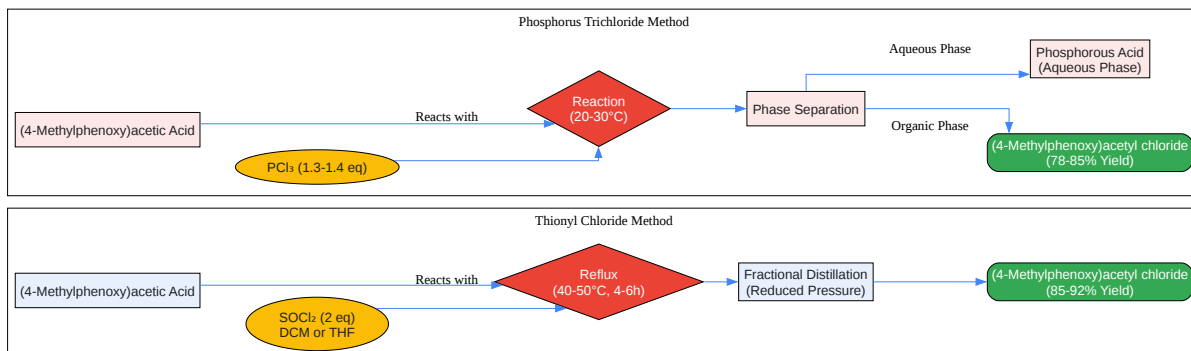 Phosphorus Trichloride Method
Aqueous Phase
Phosphorous Acid
(Aqueous Phase)
Reaction
(20-30°C)
Phase Separation
(4-Methylphenoxy)acetic Acid
Reacts with
Organic Phase
PCl₃ (1.3-1.4 eq)
(4-Methylphenoxy)acetyl chloride
(78-85% Yield)
Thionyl Chloride Method
(4-Methylphenoxy)acetic Acid
Reacts with
Reflux
(40-50°C, 4-6h)
Fractional Distillation
(Reduced Pressure)
(4-Methylphenoxy)acetyl chloride
(85-92% Yield)
SOCl₂ (2 eq)
DCM or THF